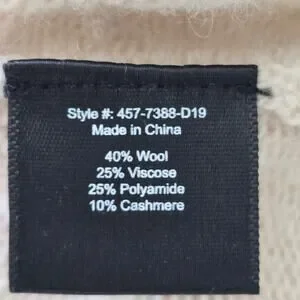 Style #: 457-7388-D19
Made in China
40% Wool
25% Viscose
25% Polyamide
10% Cashmere